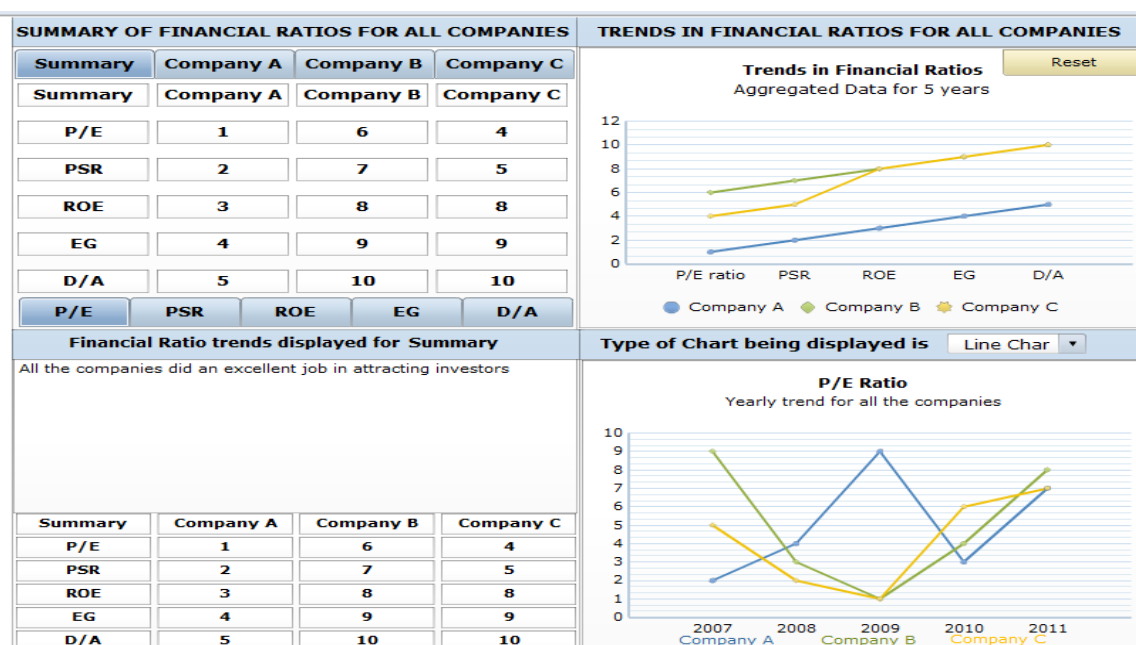 SUMMARY OF FINANCIAL RATIOS FOR ALL COMPANIES
Summary Company A Company B Company C
Summary Company A Company B Company C
P/E 1 6 4
PSR 2 7 5
ROE 3 8 8
EG 4 9 9
D/A 5 10 10
P/E PSR ROE EG D/A
TRENDS IN FINANCIAL RATIOS FOR ALL COMPANIES
Reset
Trends in Financial Ratios
Aggregated Data for 5 years
12
10
8
6
4
2
0
P/E ratio PSR ROE EG D/A
Company A Company B Company C
Financial Ratio trends displayed for Summary
All the companies did an excellent job in attracting investors
Summary Company A Company B Company C
P/E 1 6 4
PSR 2 7 5
ROE 3 8 8
EG 4 9 9
D/A 5 10 10
Type of Chart being displayed is Line Char
P/E Ratio
Yearly trend for all the companies
10
9
8
7
6
5
4
3
2
1
0
2007 2008 2009 2010 2011
Company A Company B Company C